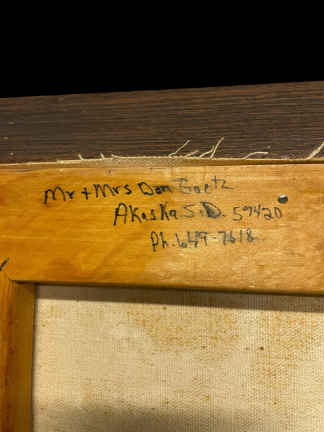 Mr + Mrs Don Goetz
Akaska S.D. 57420
Ph. 649-7618